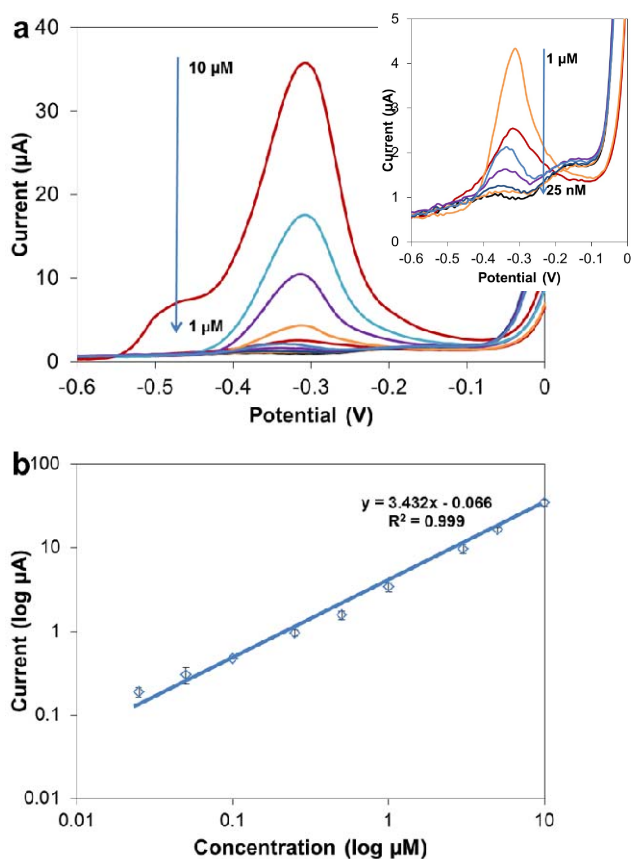 a
40
30
20
10
0
Current (µA)
10 µM
1 µM
-0.6 -0.5 -0.4 -0.3 -0.2 -0.1 0
Potential (V)
5
4
3
2
1
0
Current (µA)
1 µM
25 nM
-0.6 -0.5 -0.4 -0.3 -0.2 -0.1 0
Potential (V)
b
100
10
1
0.1
0.01
Current (log µA)
y = 3.432x - 0.066
R² = 0.999
0.01 0.1 1 10
Concentration (log µM)